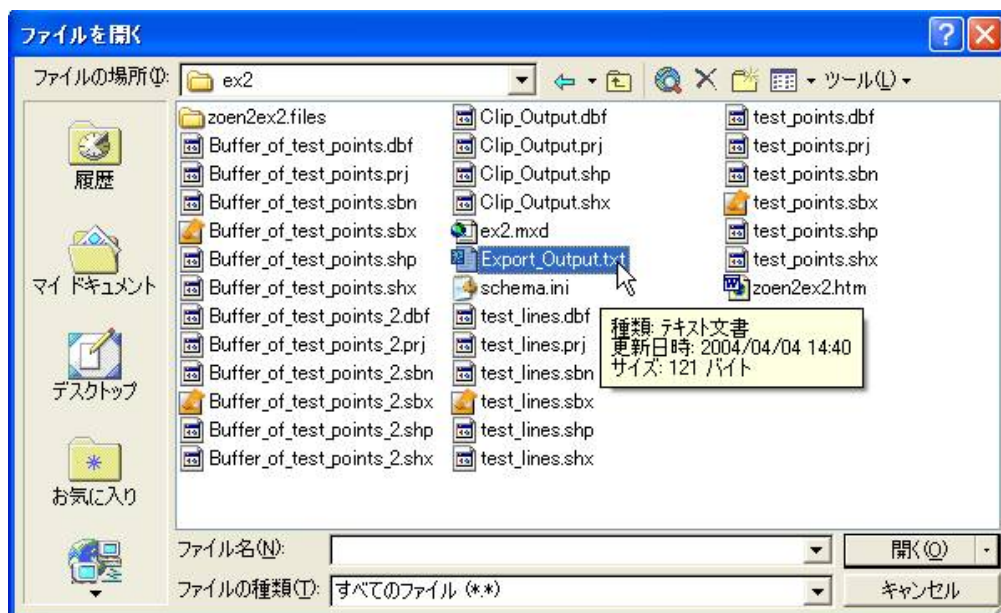 ファイルを開く
ファイルの場所(I):
ex2
ツール(L)
履歴
マイ ドキュメント
デスクトップ
お気に入り
zoen2ex2.files
Buffer_of_test_points.dbf
Buffer_of_test_points.prj
Buffer_of_test_points.sbn
Buffer_of_test_points.sbx
Buffer_of_test_points.shp
Buffer_of_test_points.shx
Buffer_of_test_points_2.dbf
Buffer_of_test_points_2.prj
Buffer_of_test_points_2.sbn
Buffer_of_test_points_2.sbx
Buffer_of_test_points_2.shp
Buffer_of_test_points_2.shx
Clip_Output.dbf
Clip_Output.prj
Clip_Output.shp
Clip_Output.shx
ex2.mxd
Export_Output.txt
schema.ini
test_lines.dbf
test_lines.prj
test_lines.sbn
test_lines.sbx
test_lines.shp
test_lines.shx
test_points.dbf
test_points.prj
test_points.sbn
test_points.sbx
test_points.shp
test_points.shx
zoen2ex2.htm
種類: テキスト文書
更新日時: 2004/04/04 14:40
サイズ: 121 バイト
ファイル名(N):
開く(O)
ファイルの種類(T):
すべてのファイル (*.*)
キャンセル